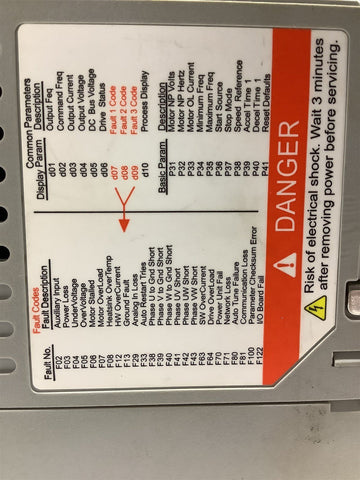 Fault Codes
Fault No. Fault Description
F02 Auxiliary Input
F03 Power Loss
F04 UnderVoltage
F05 OverVoltage
F06 Motor Stalled
F07 Motor OverLoad
F08 Heatsink OverTemp
F12 HW OverCurrent
F13 Ground Fault
F29 Analog In Loss
F33 Auto Restart Tries
F38 Phase U to Gnd Short
F39 Phase V to Gnd Short
F40 Phase W to Gnd Short
F41 Phase UV Short
F42 Phase UW Short
F43 Phase VW Short
F63 SW OverCurrent
F64 Drive OverLoad
F70 Power Unit Fail
F71 Network Loss
F80 Auto Tune Failure
F81 Communication Loss
F100 Parameter Checksum Error
F122 I/O Board Fail
Common Parameters
Display Param Description
d01 Output Freq
d02 Command Freq
d03 Output Current
d04 Output Voltage
d05 DC Bus Voltage
d06 Drive Status
d07 Fault 1 Code
d08 Fault 2 Code
d09 Fault 3 Code
d10 Process Display
Basic Param Description
P31 Motor NP Volts
P32 Motor NP Hertz
P33 Motor OL Current
P34 Minimum Freq
P35 Maximum Freq
P36 Start Source
P37 Stop Mode
P38 Speed Reference
P39 Accel Time 1
P40 Decel Time 1
P41 Reset Defaults
DANGER
Risk of electrical shock. Wait 3 minutes
after removing power before servicing.